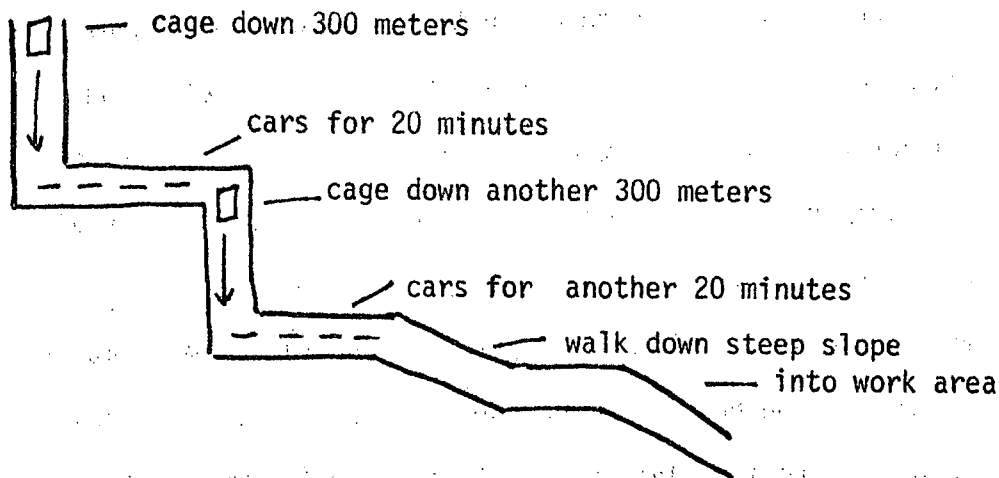 cage down 300 meters
cars for 20 minutes
cage down another 300 meters
cars for another 20 minutes
walk down steep slope
into work area